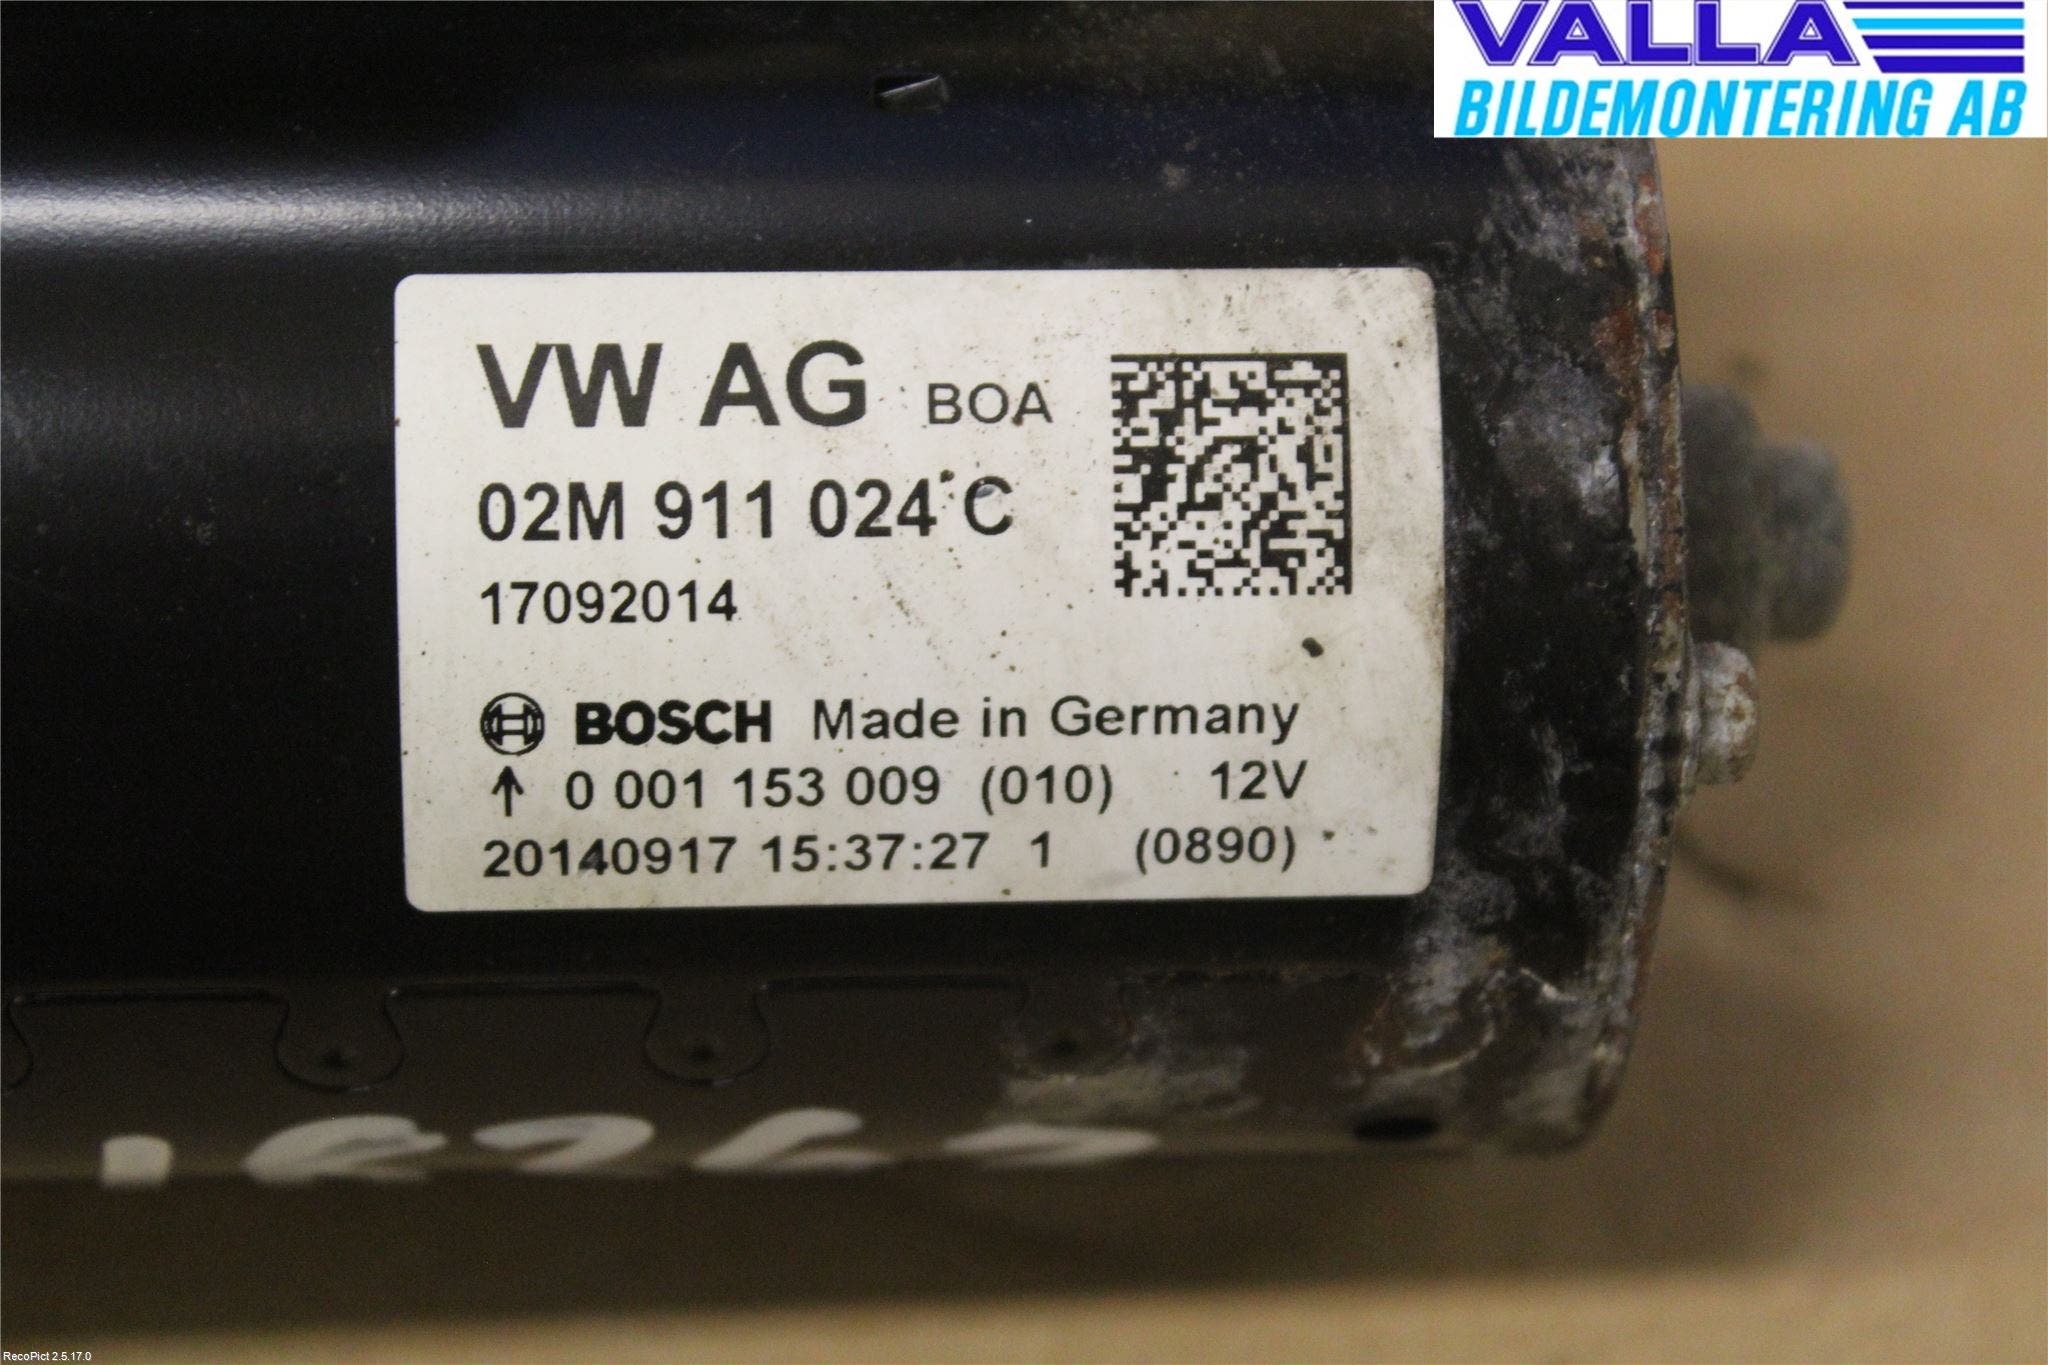 VALLA
BILDEMONTERING AB
VW AG BOA
02M 911 024 C
17092014
BOSCH Made in Germany
↑ 0 001 153 009 (010) 12V
20140917 15:37:27 1 (0890)
RecoPict 2.5.17.0